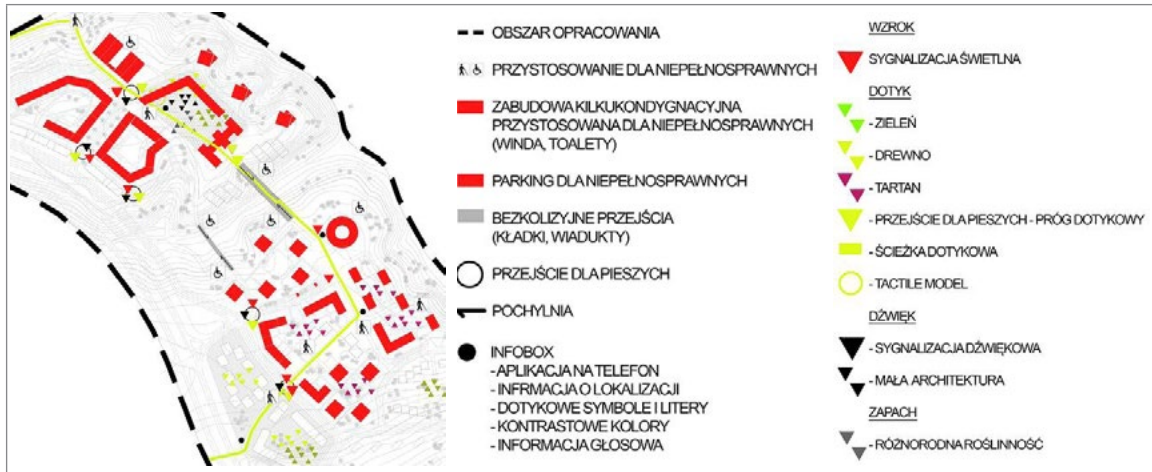 OBSZAR OPRACOWANIA
PRZYSTOSOWANIE DLA NIEPEŁNOSPRAWNYCH
ZABUDOWA KILKUKONDYGNACYJNA
PRZYSTOSOWANA DLA NIEPEŁNOSPRAWNYCH
(WINDA, TOALETY)
PARKING DLA NIEPEŁNOSPRAWNYCH
BEZKOLIZYJNE PRZEJŚCIA
(KŁADKI, WIADUKTY)
PRZEJŚCIE DLA PIESZYCH
POCHYLNIA
INFOBOX
- APLIKACJA NA TELEFON
- INFRMACJA O LOKALIZACJI
- DOTYKOWE SYMBOLE I LITERY
- KONTRASTOWE KOLORY
- INFORMACJA GŁOSOWA
WZROK
SYGNALIZACJA ŚWIETLNA
DOTYK
- ZIELEŃ
- DREWNO
- TARTAN
- PRZEJŚCIE DLA PIESZYCH - PRÓG DOTYKOWY
- ŚCIEŻKA DOTYKOWA
- TACTILE MODEL
DŹWIĘK
- SYGNALIZACJA DŹWIĘKOWA
- MAŁA ARCHITEKTURA
ZAPACH
- RÓŻNORODNA ROŚLINNOŚĆ